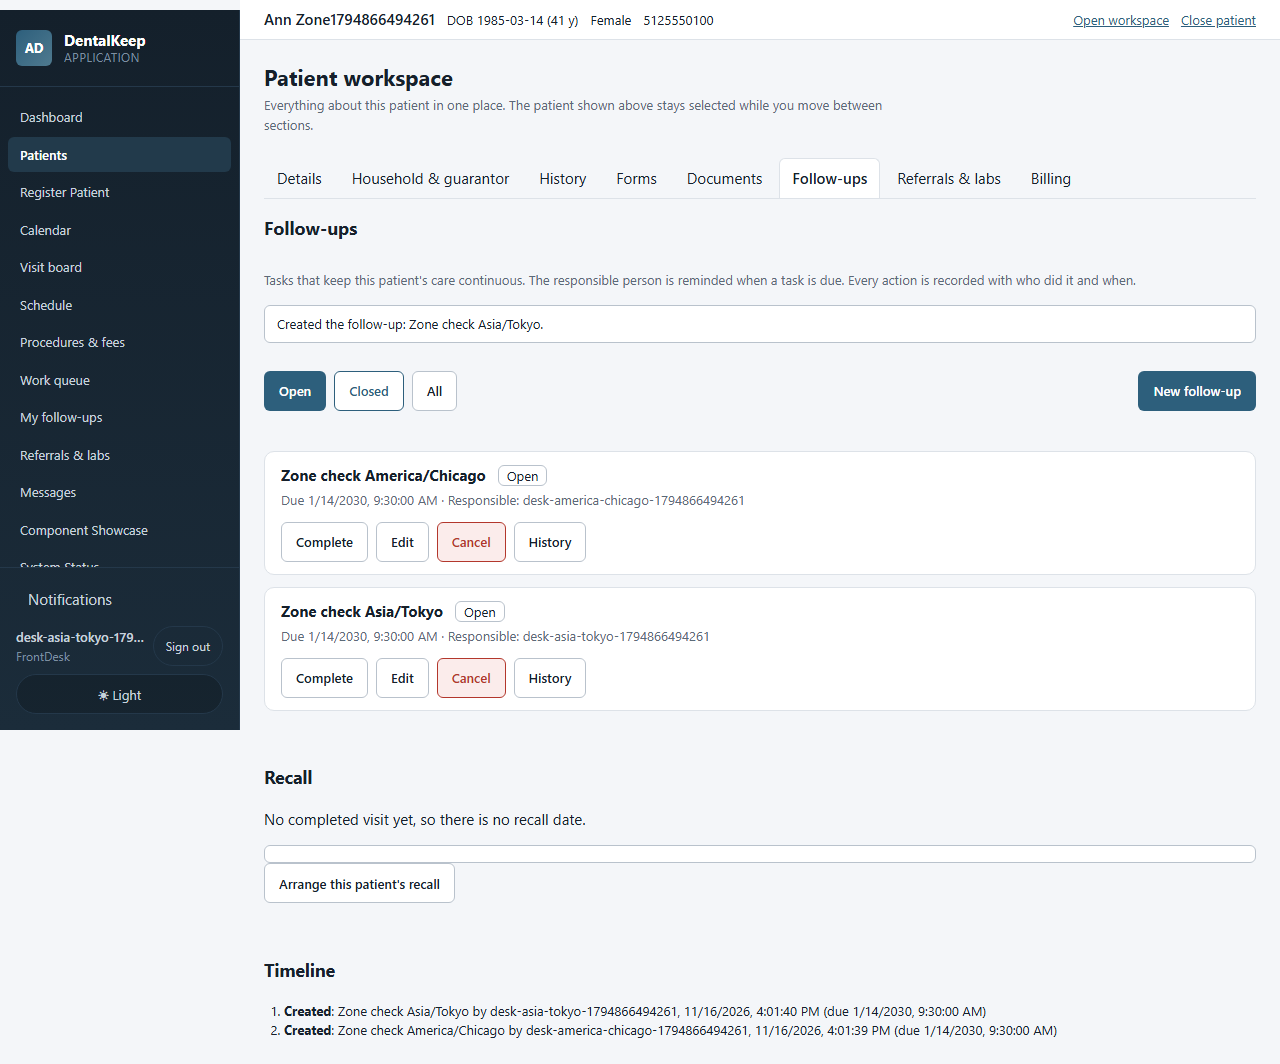 AD
DentalKeep
APPLICATION
Dashboard
Patients
Register Patient
Calendar
Visit board
Schedule
Procedures & fees
Work queue
My follow-ups
Referrals & labs
Messages
Component Showcase
System Status
Notifications
desk-asia-tokyo-179...
FrontDesk
Sign out
☀ Light
Ann Zone1794866494261 DOB 1985-03-14 (41 y) Female 5125550100
Open workspace Close patient
Patient workspace
Everything about this patient in one place. The patient shown above stays selected while you move between
sections.
Details Household & guarantor History Forms Documents Follow-ups Referrals & labs Billing
Follow-ups
Tasks that keep this patient's care continuous. The responsible person is reminded when a task is due. Every action is recorded with who did it and when.
Created the follow-up: Zone check Asia/Tokyo.
Open Closed All New follow-up
Zone check America/Chicago Open
Due 1/14/2030, 9:30:00 AM · Responsible: desk-america-chicago-1794866494261
Complete Edit Cancel History
Zone check Asia/Tokyo Open
Due 1/14/2030, 9:30:00 AM · Responsible: desk-asia-tokyo-1794866494261
Complete Edit Cancel History
Recall
No completed visit yet, so there is no recall date.
Arrange this patient's recall
Timeline
1. Created: Zone check Asia/Tokyo by desk-asia-tokyo-1794866494261, 11/16/2026, 4:01:40 PM (due 1/14/2030, 9:30:00 AM)
2. Created: Zone check America/Chicago by desk-america-chicago-1794866494261, 11/16/2026, 4:01:39 PM (due 1/14/2030, 9:30:00 AM)